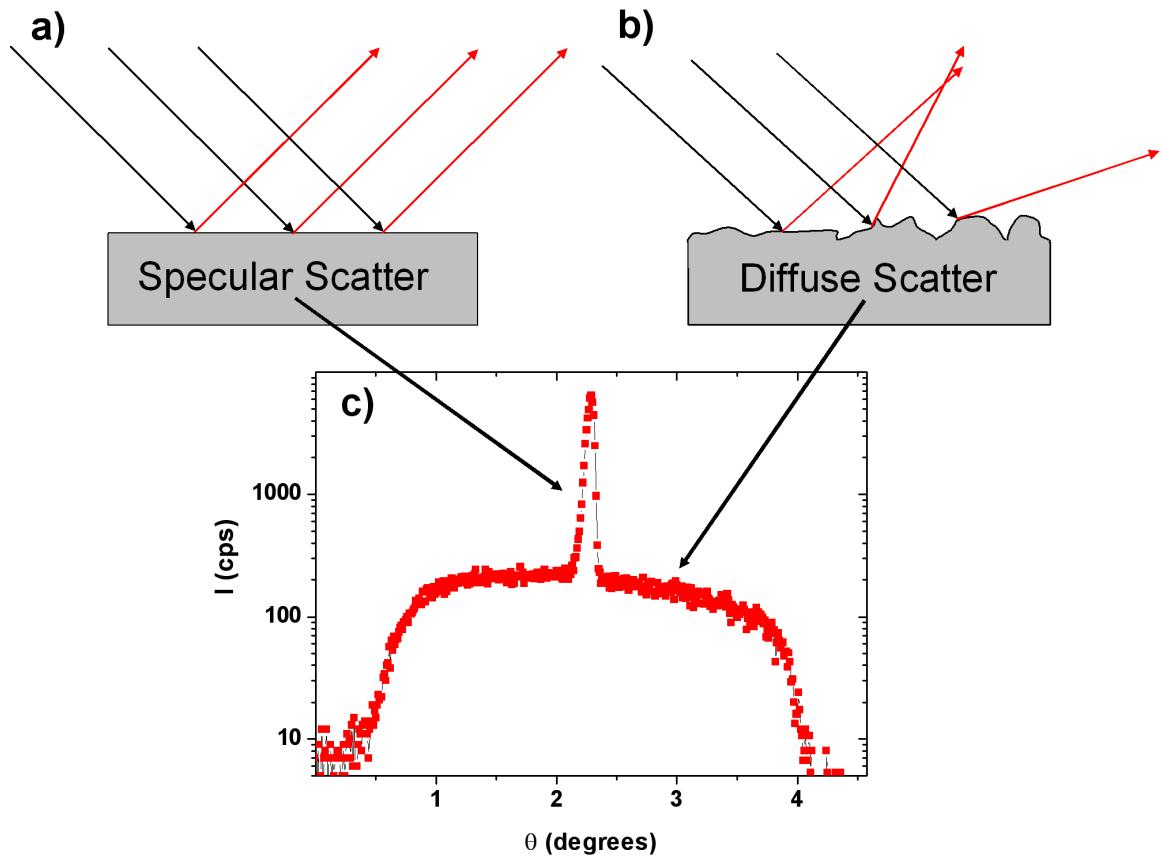 a)
b)
Specular Scatter
Diffuse Scatter
c)
1000
100
10
I (cps)
1 2 3 4
θ (degrees)